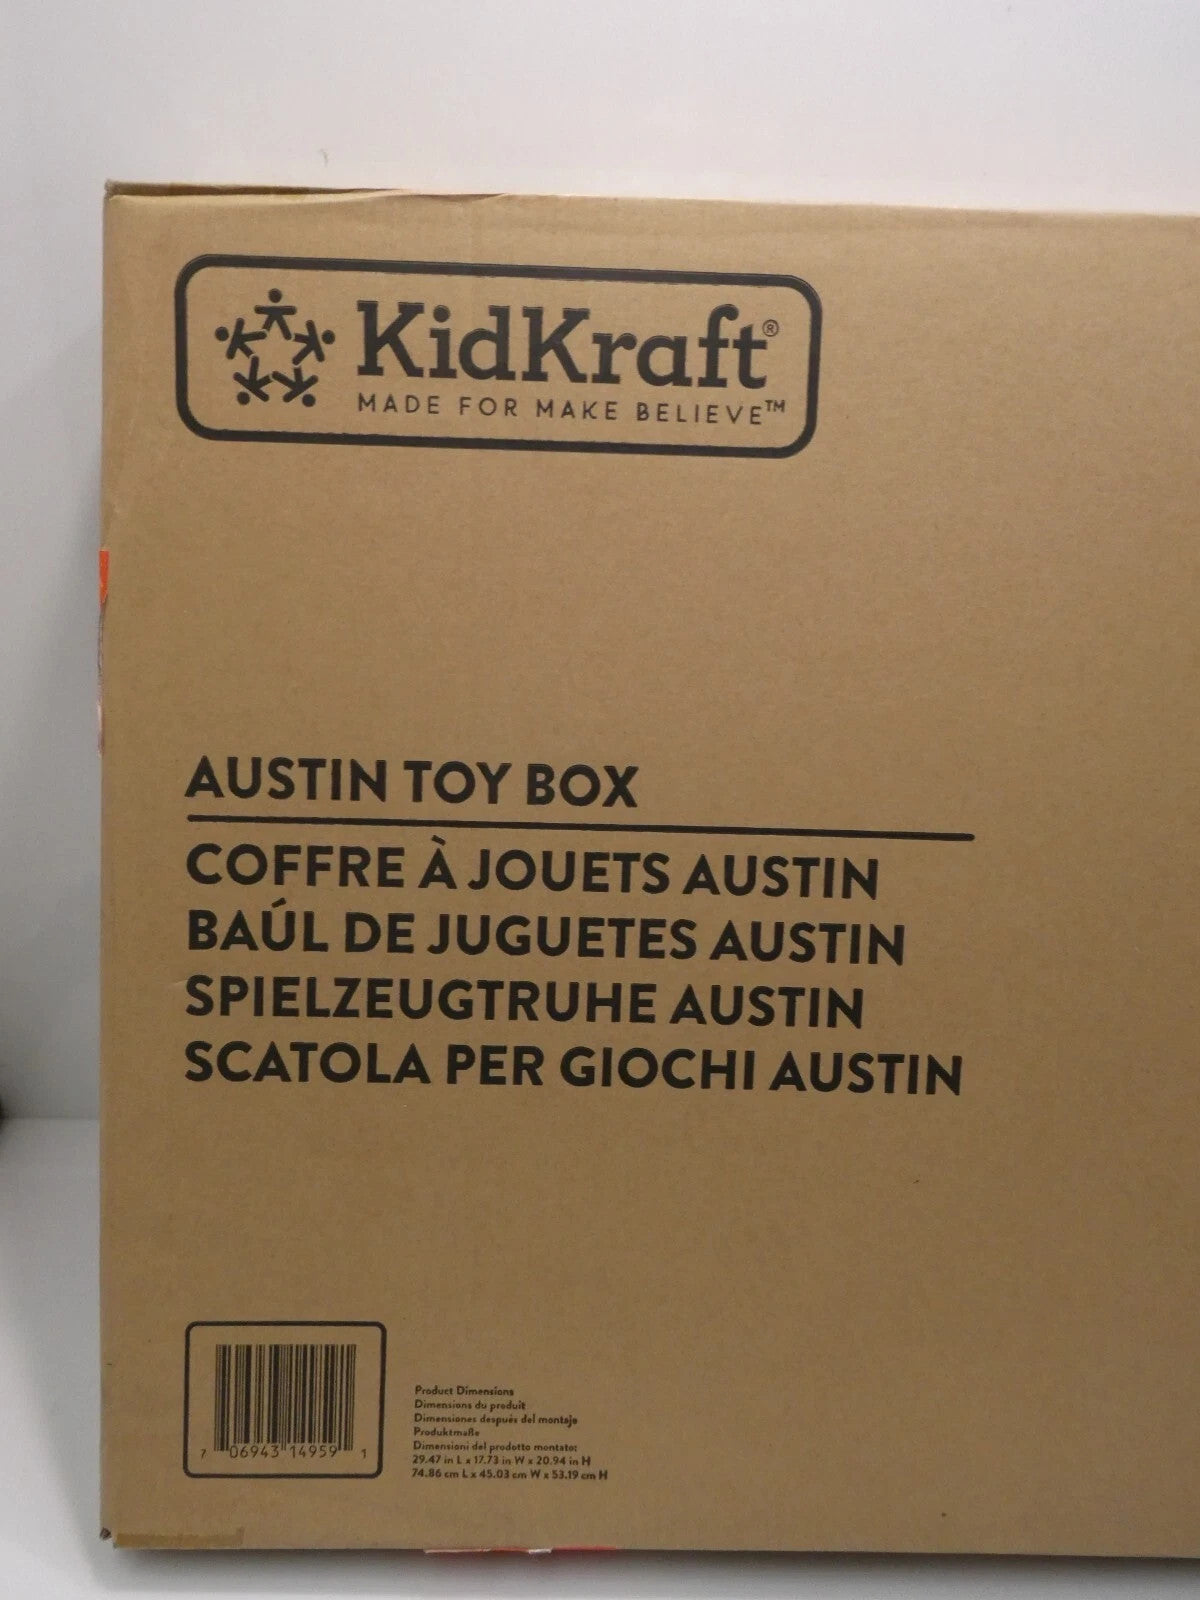 KidKraft®
MADE FOR MAKE BELIEVE™
AUSTIN TOY BOX
COFFRE À JOUETS AUSTIN
BAÚL DE JUGUETES AUSTIN
SPIELZEUGTRUHE AUSTIN
SCATOLA PER GIOCHI AUSTIN
7 06943 14959 1
Product Dimensions
Dimensions du produit
Dimensiones después del montaje
Produktmaße
Dimensioni del prodotto montato:
29.47 in L x 17.73 in W x 20.94 in H
74.86 cm L x 45.03 cm W x 53.19 cm H